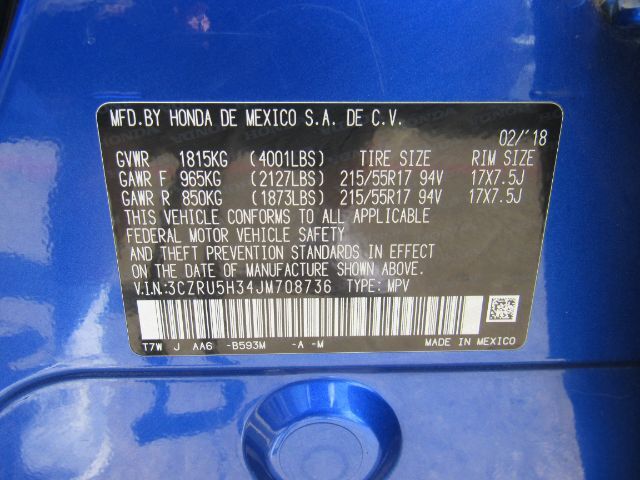 MFD.BY HONDA DE MEXICO S.A. DE C.V.
02/'18
GVWR 1815KG (4001LBS) TIRE SIZE RIM SIZE
GAWR F 965KG (2127LBS) 215/55R17 94V 17X7.5J
GAWR R 850KG (1873LBS) 215/55R17 94V 17X7.5J
THIS VEHICLE CONFORMS TO ALL APPLICABLE
FEDERAL MOTOR VEHICLE SAFETY
AND THEFT PREVENTION STANDARDS IN EFFECT
ON THE DATE OF MANUFACTURE SHOWN ABOVE.
V.I.N:3CZRU5H34JM708736 TYPE: MPV
T7W J AA6 -B593M -A -M MADE IN MEXICO